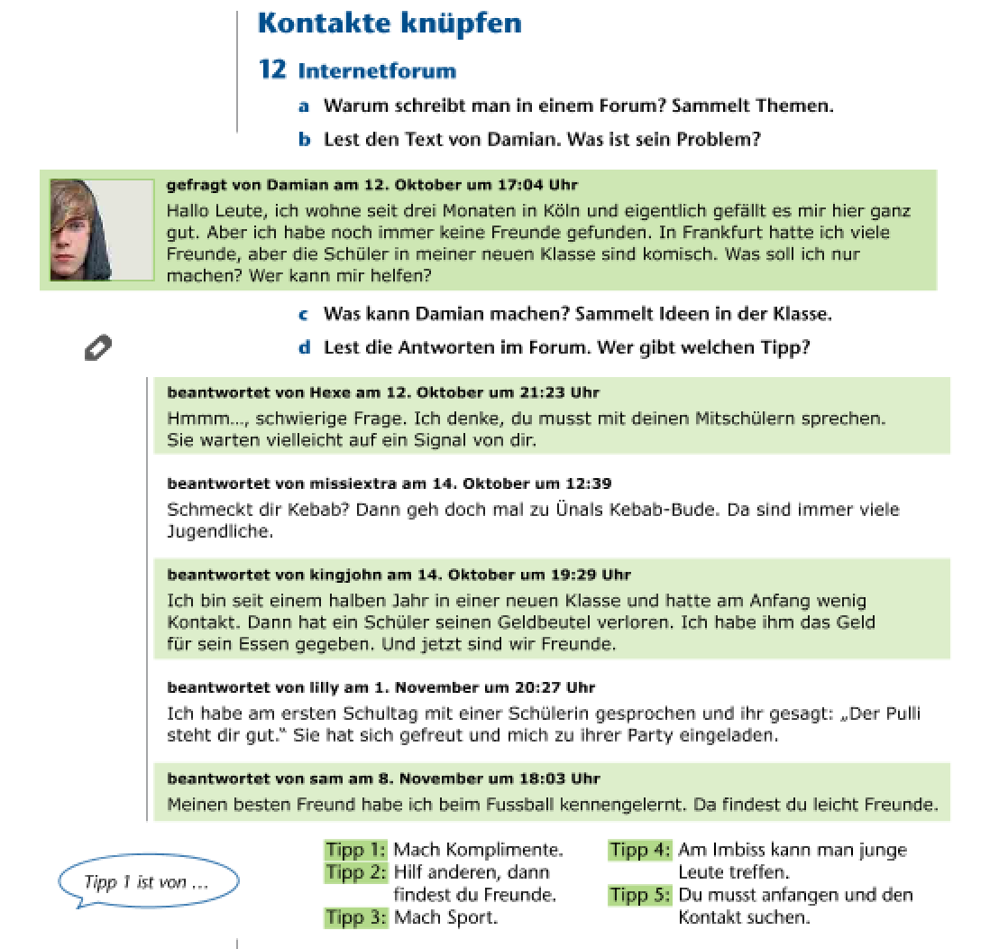 Kontakte knüpfen
12 Internetforum
a Warum schreibt man in einem Forum? Sammelt Themen.
b Lest den Text von Damian. Was ist sein Problem?
gefragt von Damian am 12. Oktober um 17:04 Uhr
Hallo Leute, ich wohne seit drei Monaten in Köln und eigentlich gefällt es mir hier ganz
gut. Aber ich habe noch immer keine Freunde gefunden. In Frankfurt hatte ich viele
Freunde, aber die Schüler in meiner neuen Klasse sind komisch. Was soll ich nur
machen? Wer kann mir helfen?
c Was kann Damian machen? Sammelt Ideen in der Klasse.
d Lest die Antworten im Forum. Wer gibt welchen Tipp?
beantwortet von Hexe am 12. Oktober um 21:23 Uhr
Hmmm…, schwierige Frage. Ich denke, du musst mit deinen Mitschülern sprechen.
Sie warten vielleicht auf ein Signal von dir.
beantwortet von missiextra am 14. Oktober um 12:39
Schmeckt dir Kebab? Dann geh doch mal zu Ünals Kebab-Bude. Da sind immer viele
Jugendliche.
beantwortet von kingjohn am 14. Oktober um 19:29 Uhr
Ich bin seit einem halben Jahr in einer neuen Klasse und hatte am Anfang wenig
Kontakt. Dann hat ein Schüler seinen Geldbeutel verloren. Ich habe ihm das Geld
für sein Essen gegeben. Und jetzt sind wir Freunde.
beantwortet von lilly am 1. November um 20:27 Uhr
Ich habe am ersten Schultag mit einer Schülerin gesprochen und ihr gesagt: „Der Pulli
steht dir gut.“ Sie hat sich gefreut und mich zu ihrer Party eingeladen.
beantwortet von sam am 8. November um 18:03 Uhr
Meinen besten Freund habe ich beim Fussball kennengelernt. Da findest du leicht Freunde.
Tipp 1 ist von …
Tipp 1: Mach Komplimente.
Tipp 2: Hilf anderen, dann
findest du Freunde.
Tipp 3: Mach Sport.
Tipp 4: Am Imbiss kann man junge
Leute treffen.
Tipp 5: Du musst anfangen und den
Kontakt suchen.